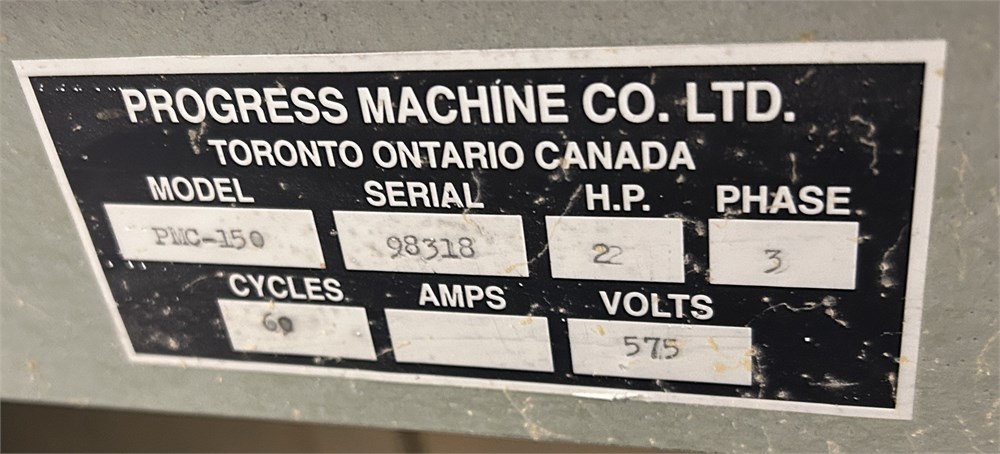 PROGRESS MACHINE CO. LTD.
TORONTO ONTARIO CANADA
MODEL SERIAL H.P. PHASE
PMC-150 98318 22 3
CYCLES AMPS VOLTS
60 575